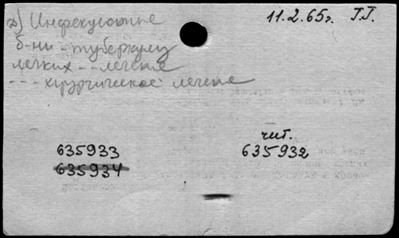 д) Инфекционные 11.2.65г. Г.Г.
б-ни - туберкулез
легких - - лечение
- - - хирургическое лечение
635933
635934
чит.
635932